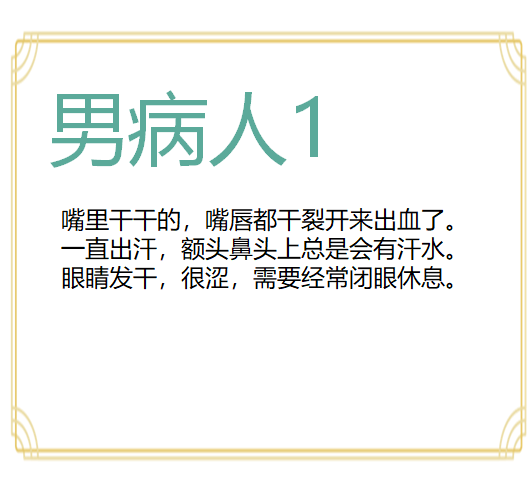 男病人1
嘴里干干的，嘴唇都干裂开来出血了。
一直出汗，额头鼻头上总是会有汗水。
眼睛发干，很涩，需要经常闭眼休息。